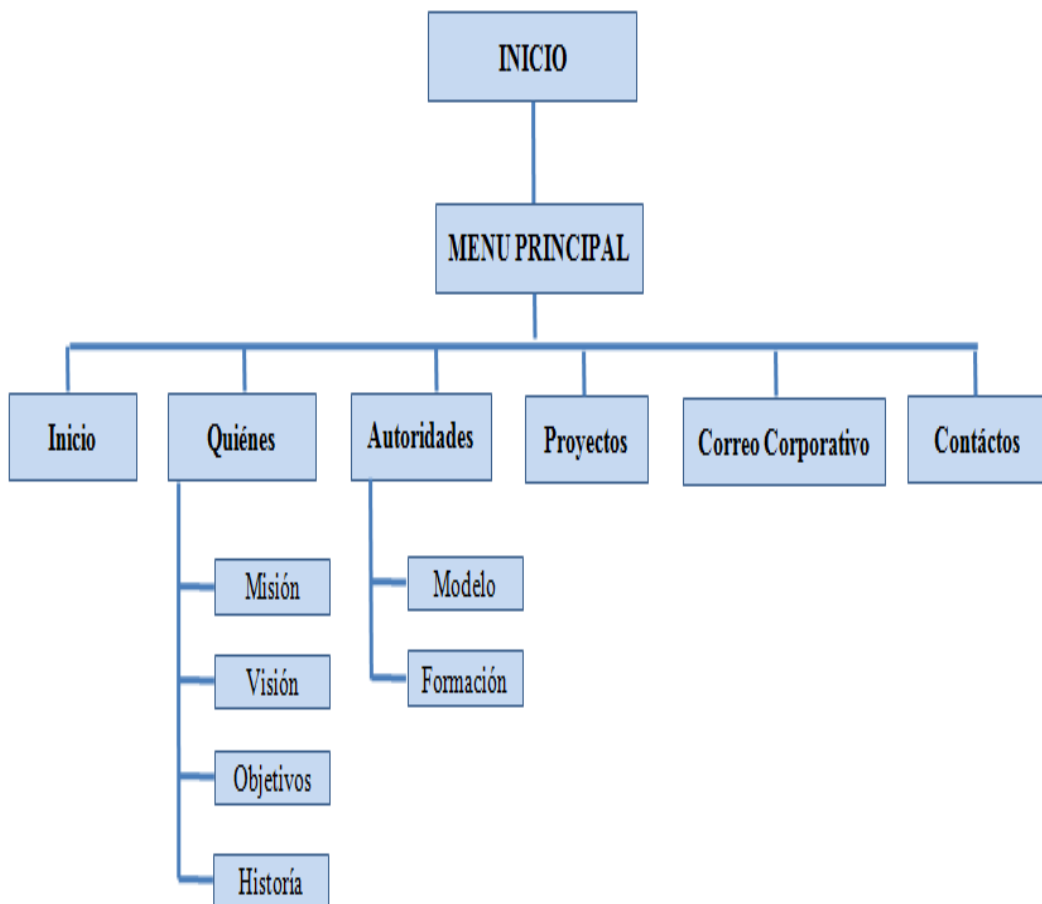 INICIO
MENU PRINCIPAL
Inicio
Quiénes
Autoridades
Proyectos
Correo Corporativo
Contáctos
Misión
Visión
Objetivos
Historía
Modelo
Formación